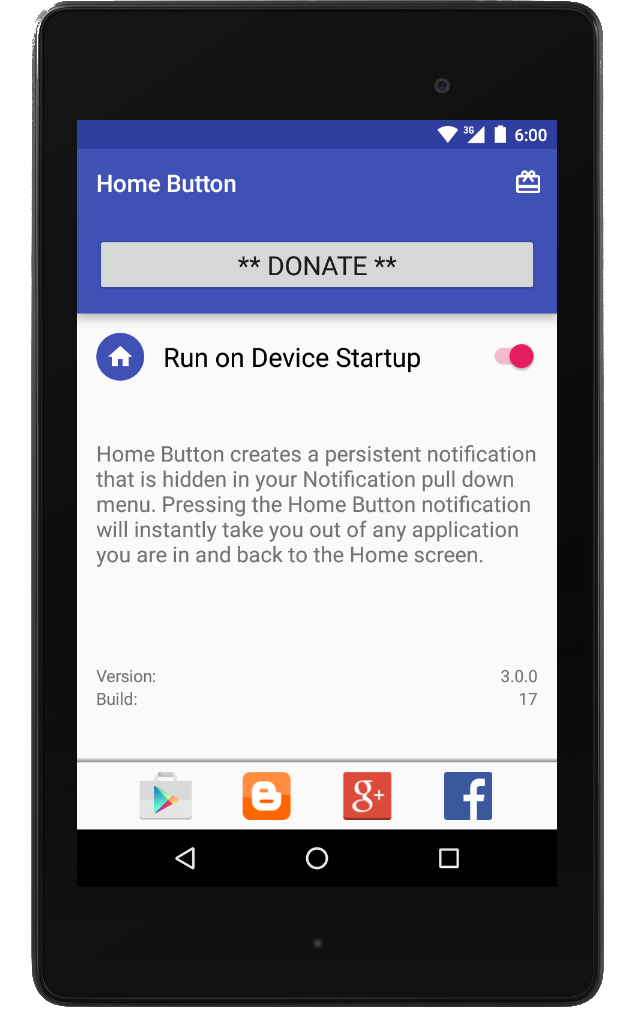 3G 6:00
Home Button
** DONATE **
Run on Device Startup
Home Button creates a persistent notification
that is hidden in your Notification pull down
menu. Pressing the Home Button notification
will instantly take you out of any application
you are in and back to the Home screen.
Version: 3.0.0
Build: 17
g+ f